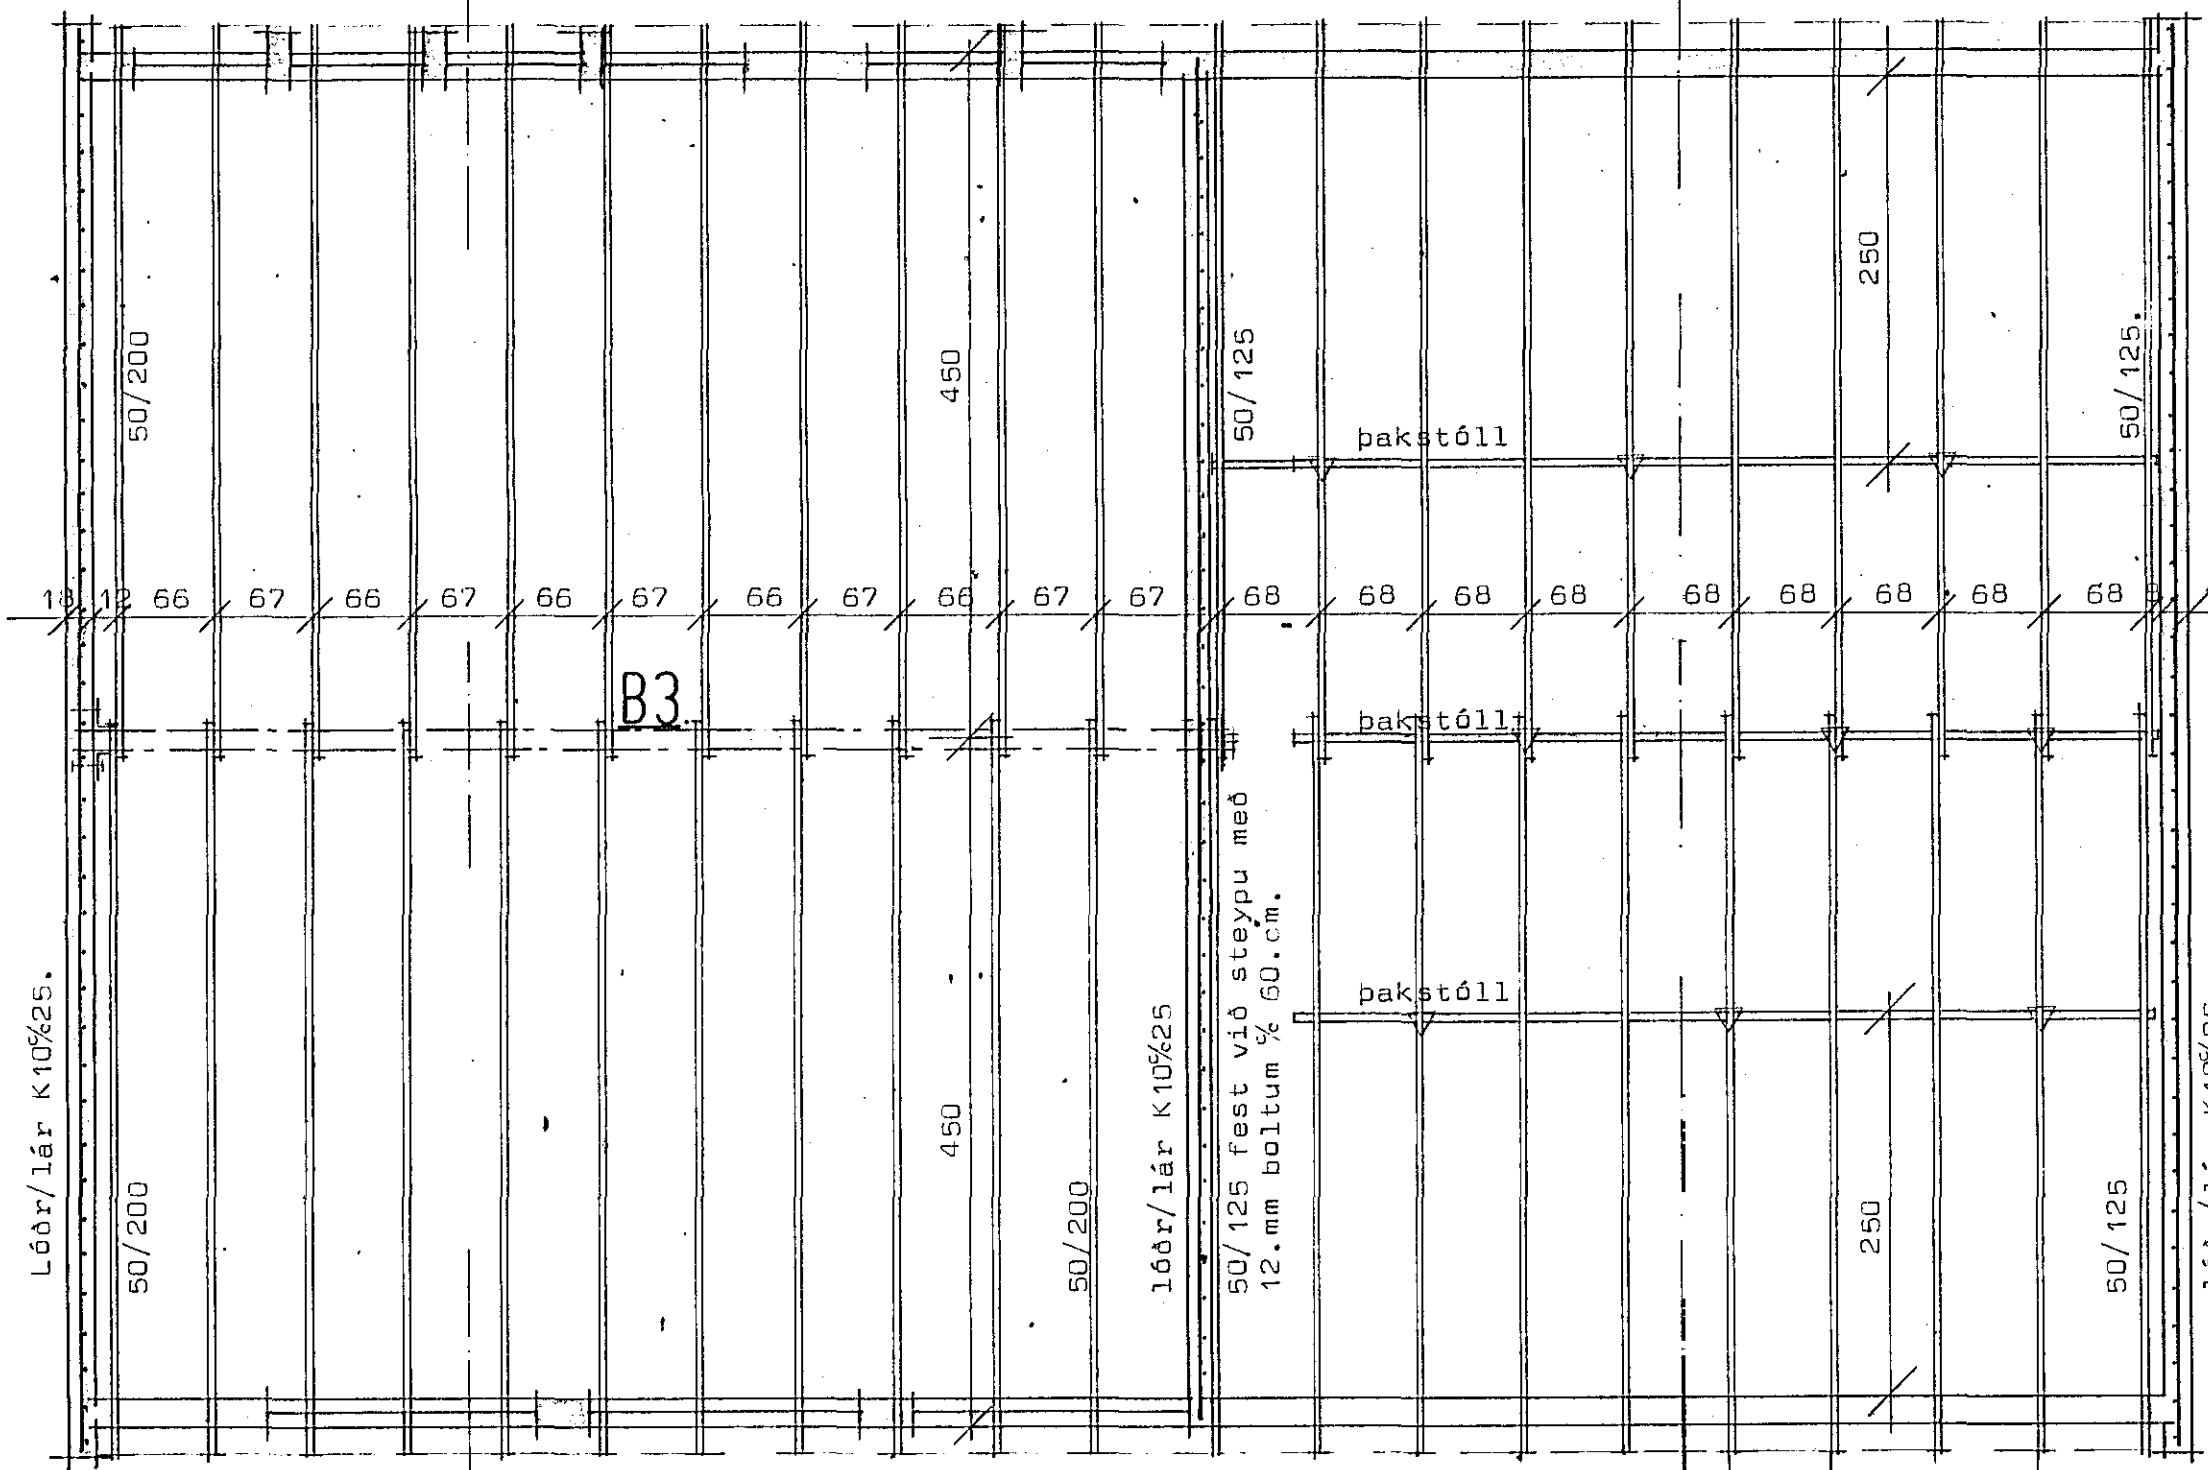 50/200
450
50/125
þakstóll
250
50/125.
18 12 66 67 66 67 66 67 66 67 66 67 67 68 68 68 68 68 68 68 68 68
B3
þakstóll
þakstóll
Lóðr/lár K10%25.
50/200
450
50/200
lóðr/lár K10%25
50/125 fest við steypu með
12.mm boltum % 60.cm.
250
50/125